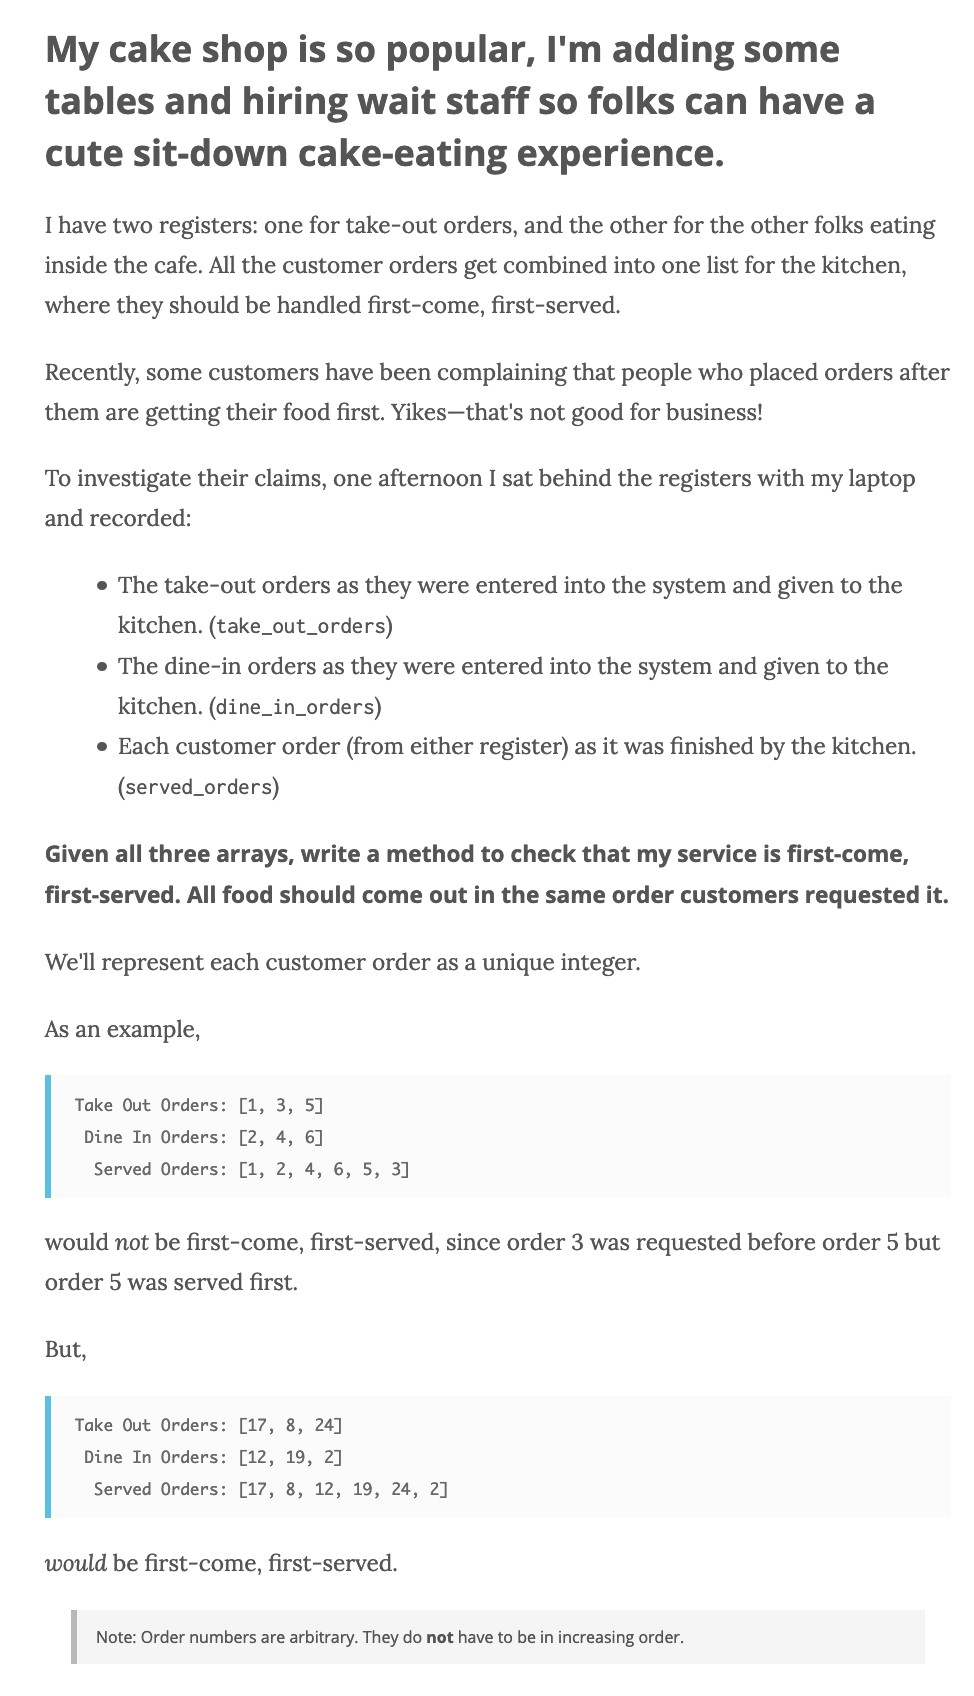 My cake shop is so popular, I'm adding some
tables and hiring wait staff so folks can have a
cute sit-down cake-eating experience.
I have two registers: one for take-out orders, and the other for the other folks eating
inside the cafe. All the customer orders get combined into one list for the kitchen,
where they should be handled first-come, first-served.
Recently, some customers have been complaining that people who placed orders after
them are getting their food first. Yikes—that's not good for business!
To investigate their claims, one afternoon I sat behind the registers with my laptop
and recorded:
• The take-out orders as they were entered into the system and given to the
kitchen. (take_out_orders)
• The dine-in orders as they were entered into the system and given to the
kitchen. (dine_in_orders)
• Each customer order (from either register) as it was finished by the kitchen.
(served_orders)
Given all three arrays, write a method to check that my service is first-come,
first-served. All food should come out in the same order customers requested it.
We'll represent each customer order as a unique integer.
As an example,
Take Out Orders: [1, 3, 5]
Dine In Orders: [2, 4, 6]
Served Orders: [1, 2, 4, 6, 5, 3]
would not be first-come, first-served, since order 3 was requested before order 5 but
order 5 was served first.
But,
Take Out Orders: [17, 8, 24]
Dine In Orders: [12, 19, 2]
Served Orders: [17, 8, 12, 19, 24, 2]
would be first-come, first-served.
Note: Order numbers are arbitrary. They do not have to be in increasing order.